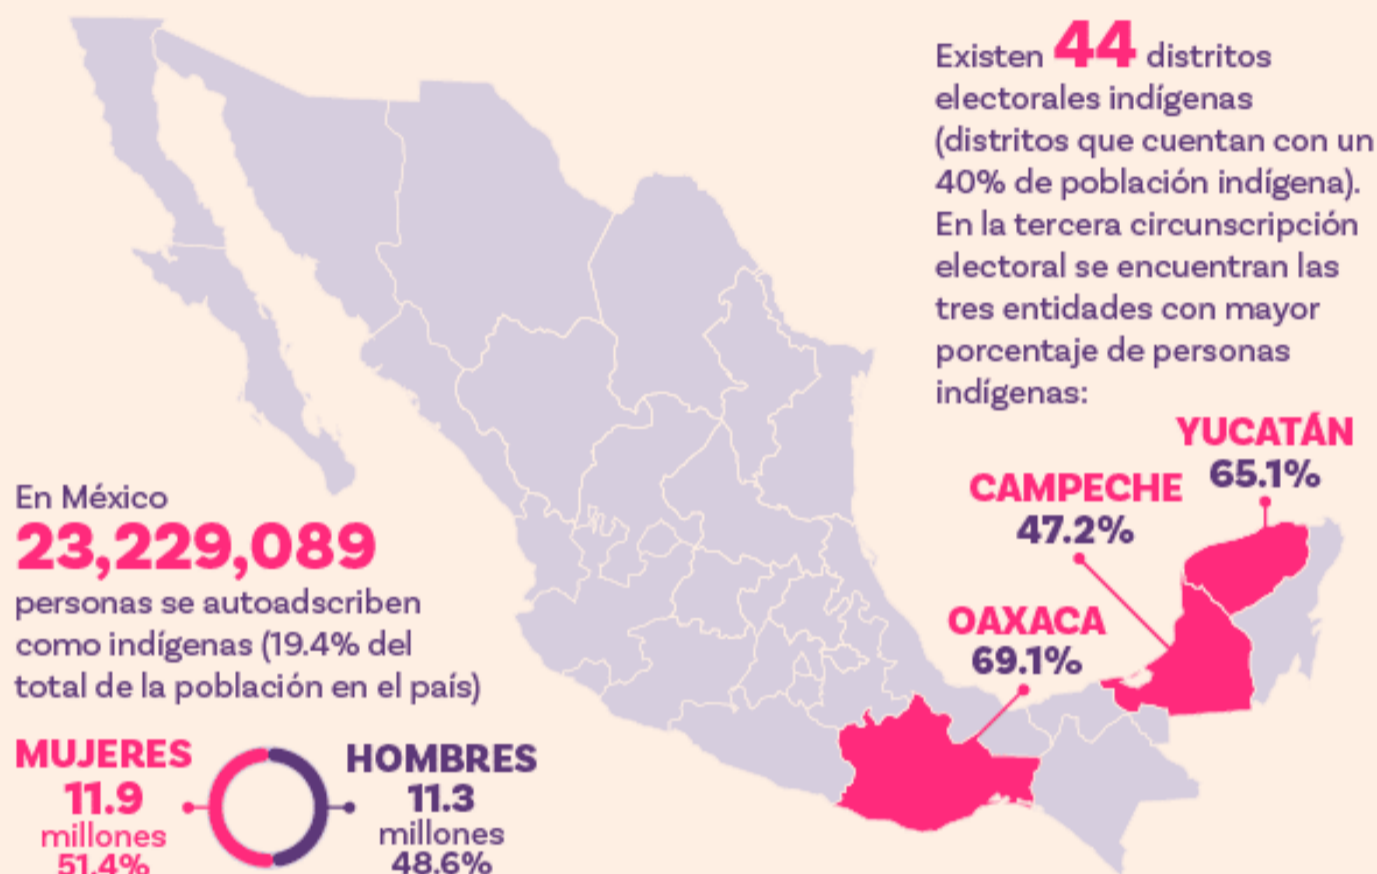 Existen 44 distritos
electorales indígenas
(distritos que cuentan con un
40% de población indígena).
En la tercera circunscripción
electoral se encuentran las
tres entidades con mayor
porcentaje de personas
indígenas:
YUCATÁN
65.1%
CAMPECHE
47.2%
OAXACA
69.1%
En México
23,229,089
personas se autoadscriben
como indígenas (19.4% del
total de la población en el país)
MUJERES
11.9
millones
51.4%
HOMBRES
11.3
millones
48.6%